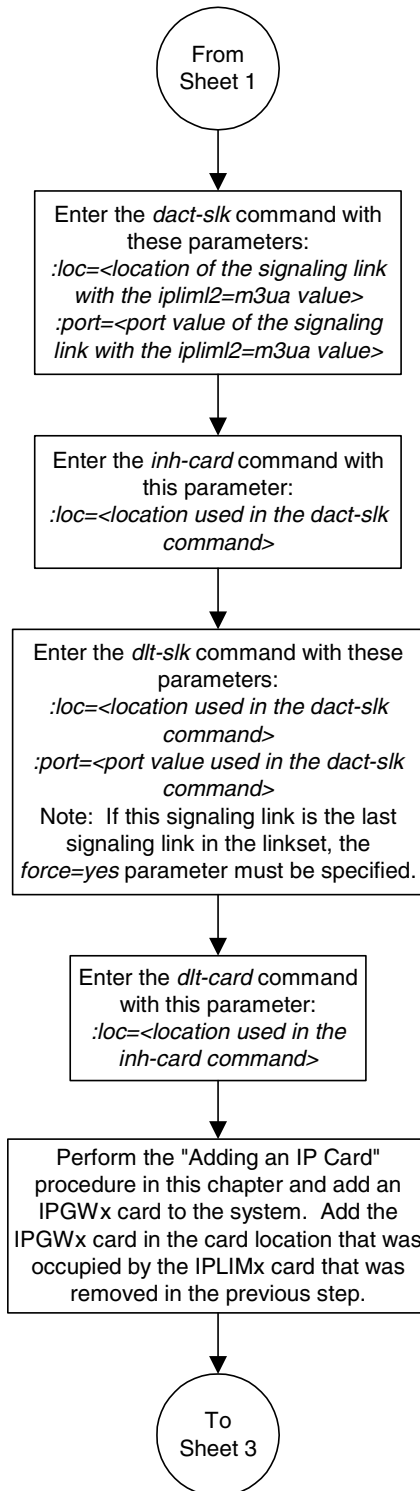 From
Sheet 1
Enter the dact-slk command with
these parameters:
:loc=<location of the signaling link
with the ipliml2=m3ua value>
:port=<port value of the signaling
link with the ipliml2=m3ua value>
Enter the inh-card command with
this parameter:
:loc=<location used in the dact-slk
command>
Enter the dlt-slk command with these
parameters:
:loc=<location used in the dact-slk
command>
:port=<port value used in the dact-slk
command>
Note: If this signaling link is the last
signaling link in the linkset, the
force=yes parameter must be specified.
Enter the dlt-card command
with this parameter:
:loc=<location used in the
inh-card command>
Perform the "Adding an IP Card"
procedure in this chapter and add an
IPGWx card to the system. Add the
IPGWx card in the card location that was
occupied by the IPLIMx card that was
removed in the previous step.
To
Sheet 3